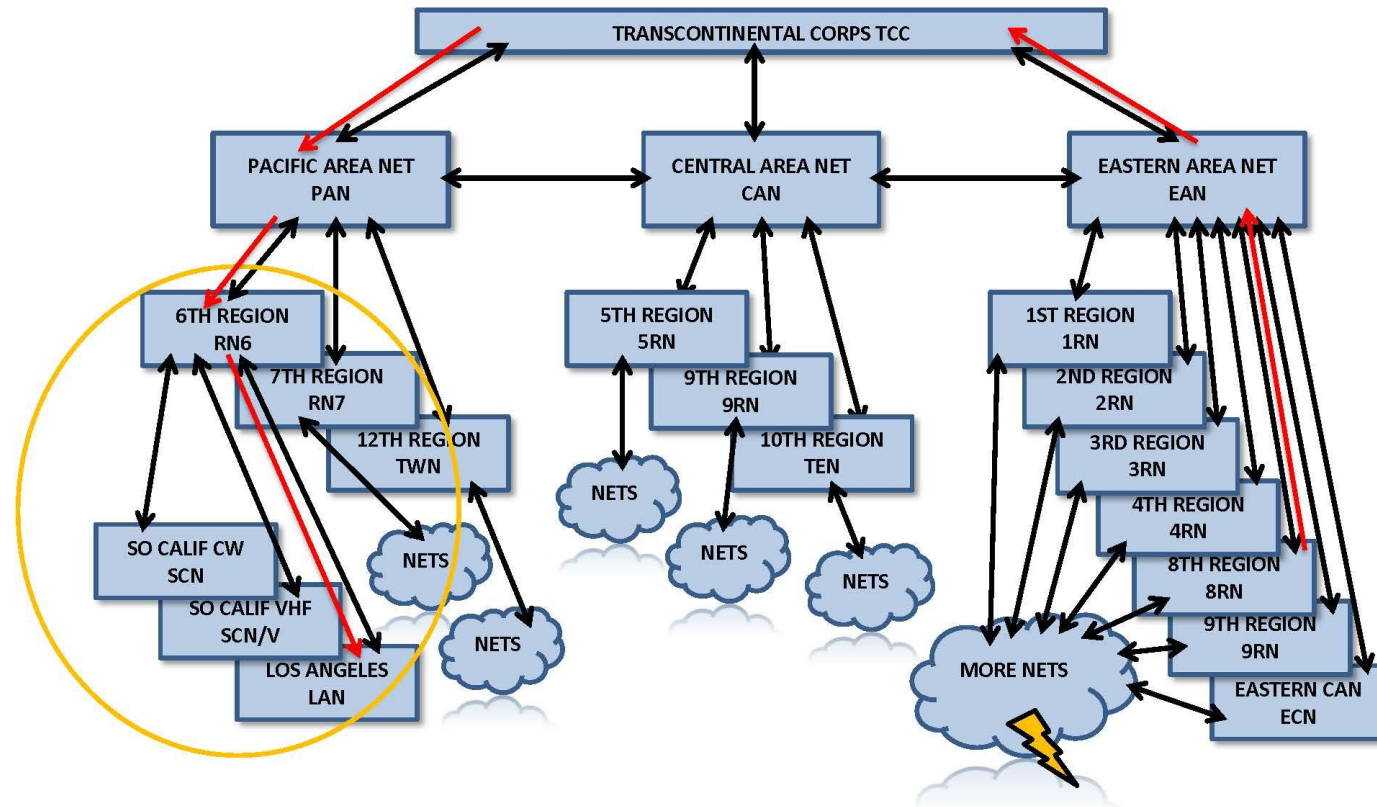 TRANSCONTINENTAL CORPS TCC
PACIFIC AREA NET
PAN
CENTRAL AREA NET
CAN
EASTERN AREA NET
EAN
6TH REGION
RN6
7TH REGION
RN7
12TH REGION
TWN
5TH REGION
5RN
9TH REGION
9RN
10TH REGION
TEN
1ST REGION
1RN
2ND REGION
2RN
3RD REGION
3RN
4TH REGION
4RN
8TH REGION
8RN
9TH REGION
9RN
EASTERN CAN
ECN
SO CALIF CW
SCN
SO CALIF VHF
SCN/V
LOS ANGELES
LAN
NETS
NETS
NETS
NETS
NETS
MORE NETS